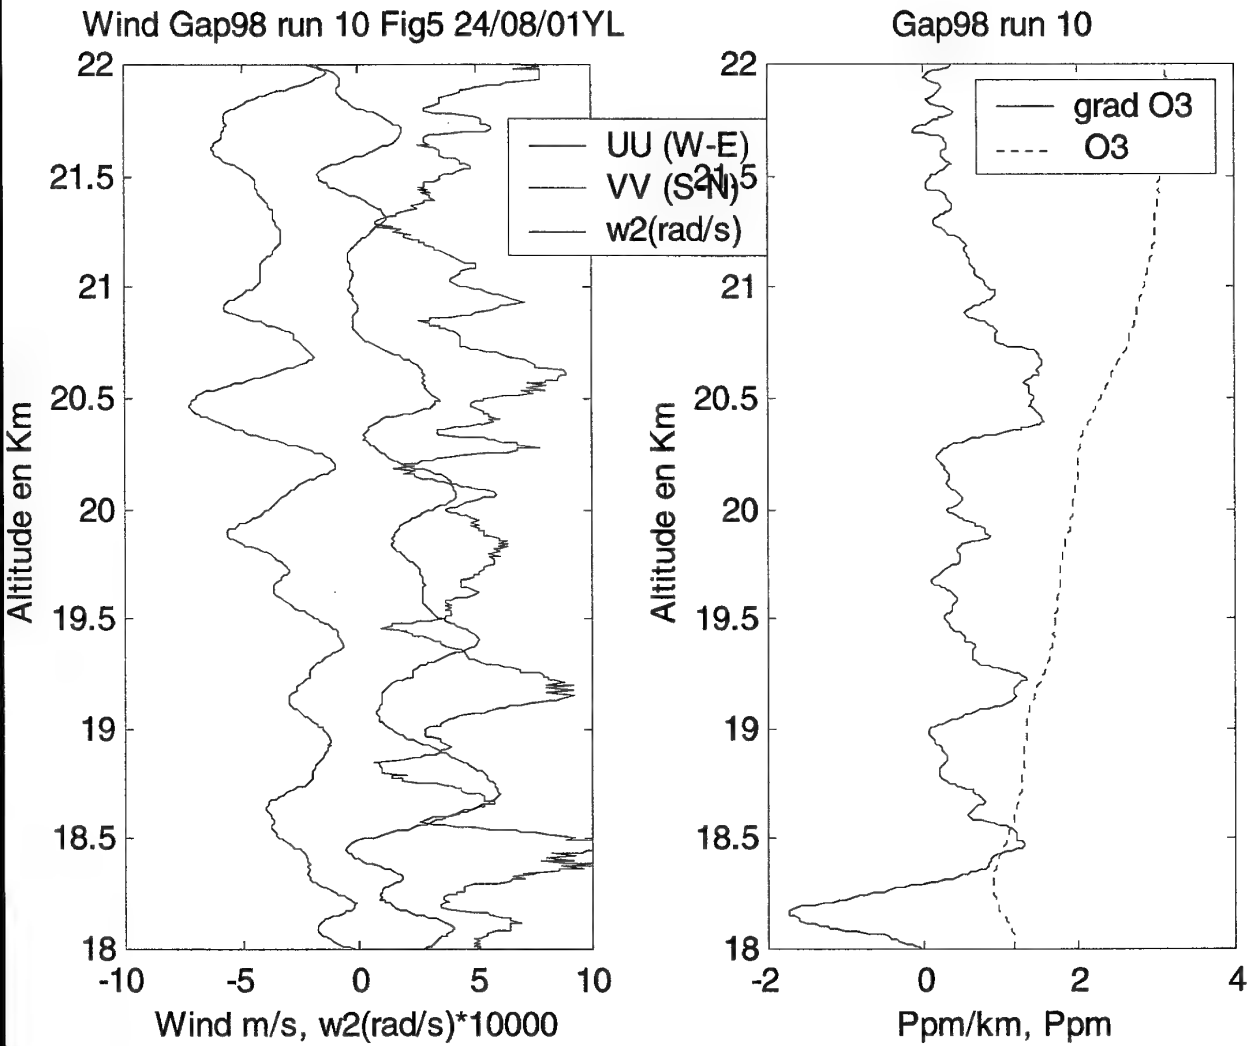 Wind Gap98 run 10 Fig5 24/08/01YL
22
21.5
21
20.5
20
19.5
19
18.5
18
Altitude en Km
-10 -5 0 5 10
Wind m/s, w2(rad/s)*10000
UU (W-E)
VV (S-N)
w2(rad/s)
Gap98 run 10
22
21.5
21
20.5
20
19.5
19
18.5
18
Altitude en Km
-2 0 2 4
Ppm/km, Ppm
grad O3
O3